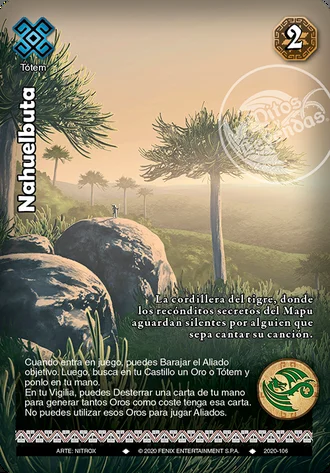 2
Tótem
Nahuelbuta
Mitos
Leyendas
La cordillera del tigre, donde
los recónditos secretos del Mapu
aguardan silentes por alguien que
sepa cantar su canción.
Cuando entra en juego, puedes Barajar el Aliado
objetivo. Luego, busca en tu Castillo un Oro o Tótem y
ponlo en tu mano.
En tu Vigilia, puedes Desterrar una carta de tu mano
para generar tantos Oros como coste tenga esa carta.
No puedes utilizar esos Oros para jugar Aliados.
ARTE: NITROX
© 2020 FENIX ENTERTAINMENT S.P.A.
2020-106